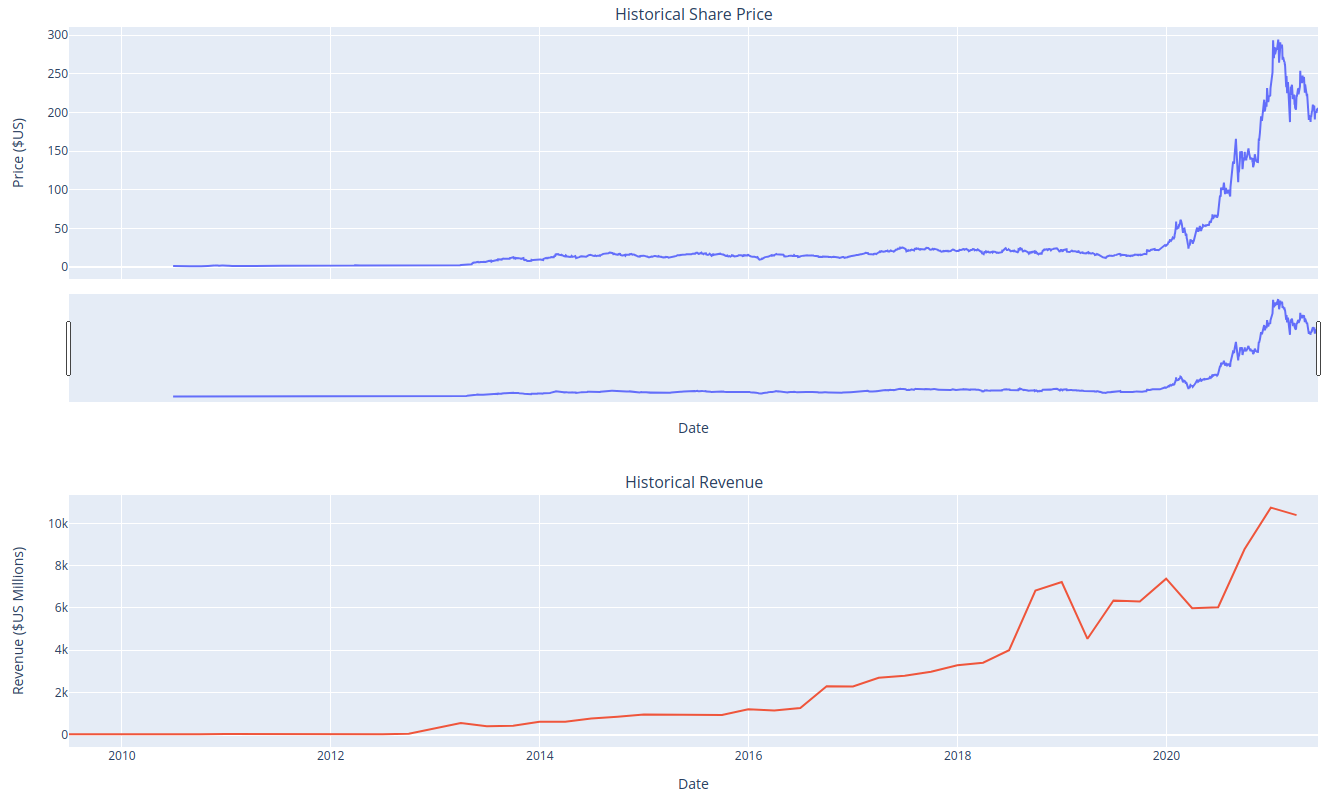 Historical Share Price
300
250
200
150
100
50
0
Price ($US)
Date
Historical Revenue
10k
8k
6k
4k
2k
0
Revenue ($US Millions)
2010 2012 2014 2016 2018 2020
Date